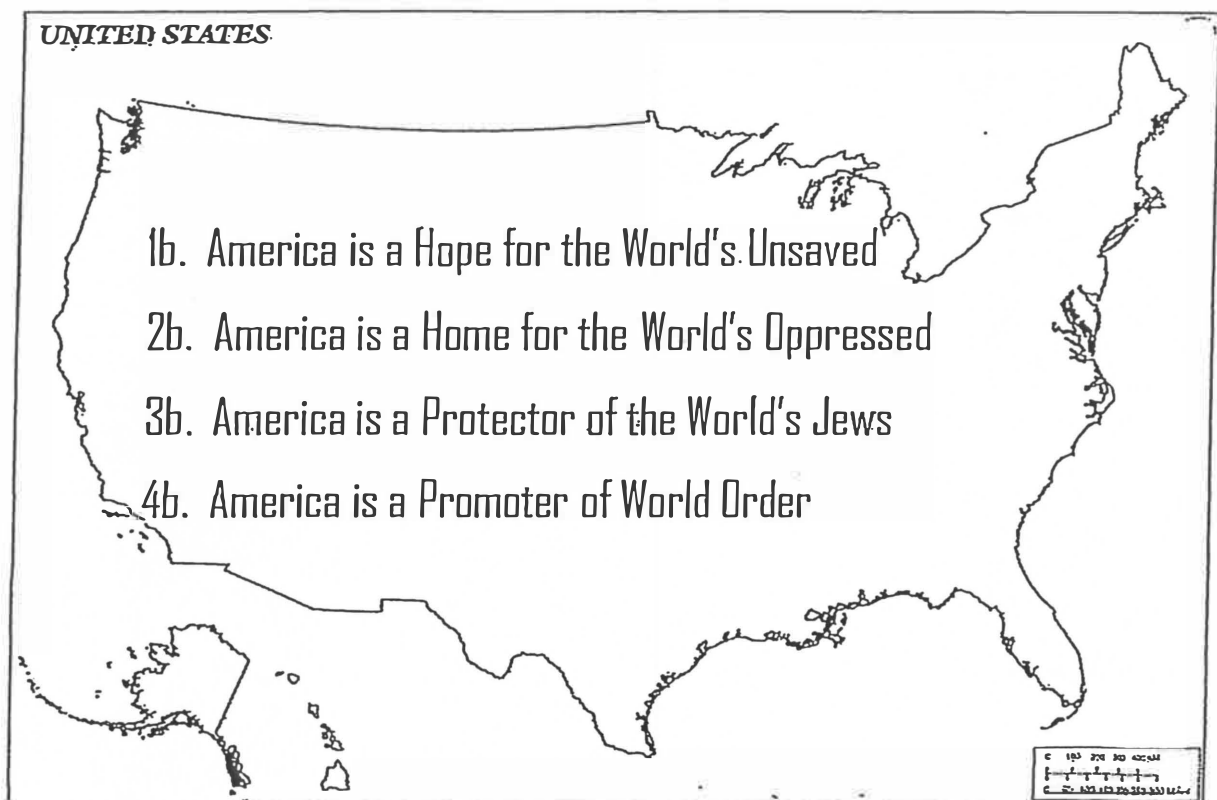 UNITED STATES
1b. America is a Hope for the World's Unsaved
2b. America is a Home for the World's Oppressed
3b. America is a Protector of the World's Jews
4b. America is a Promoter of World Order